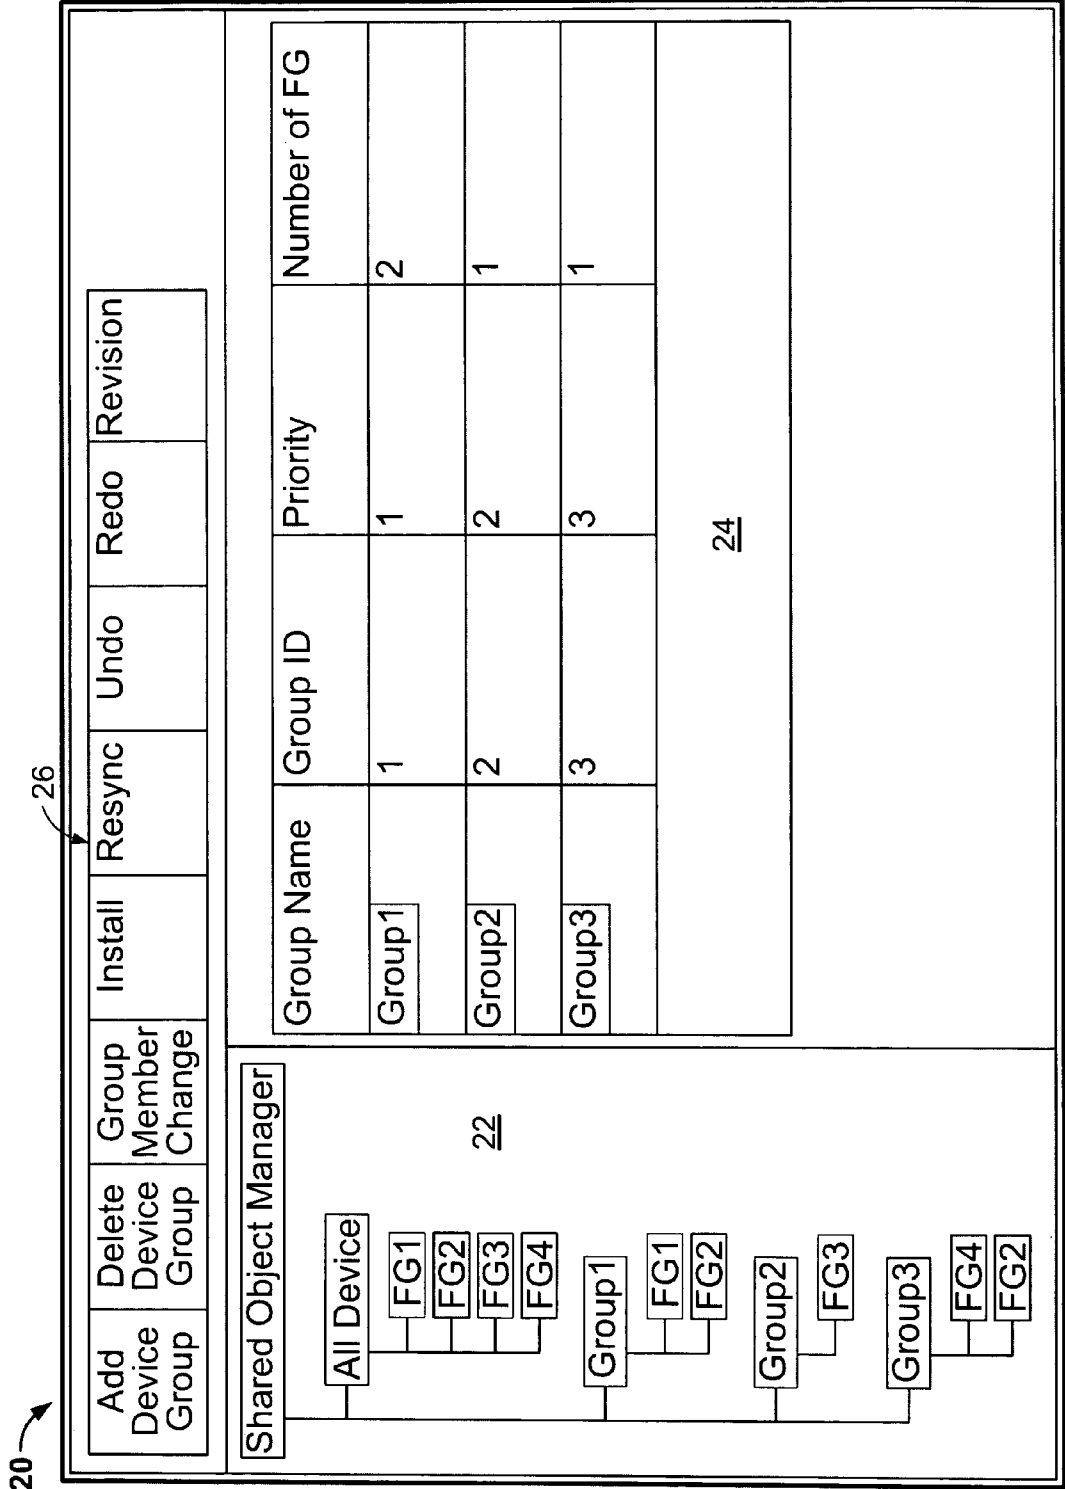 20
26
Add Device Group
Delete Device Group
Group Member Change
Install
Resync
Undo
Redo
Revision
Shared Object Manager
All Device
FG1
FG2
FG3
FG4
Group1
FG1
FG2
Group2
FG3
Group3
FG4
FG2
22
Group Name Group ID Priority Number of FG
Group1 1 1 2
Group2 2 2 1
Group3 3 3 1
24